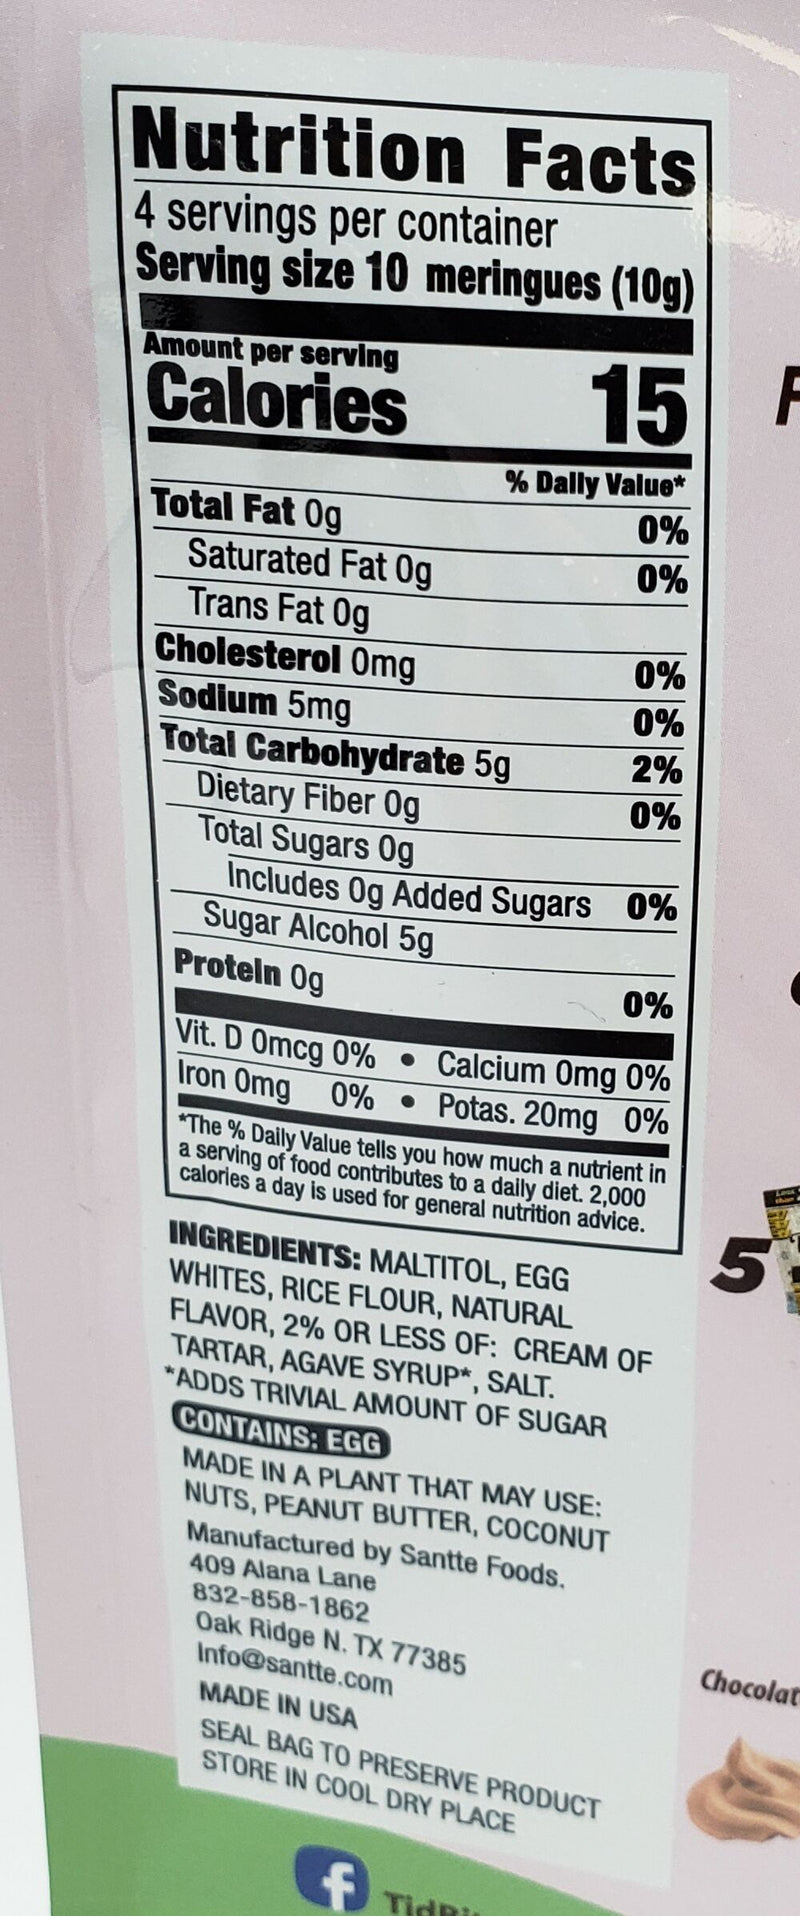 Nutrition Facts
4 servings per container
Serving size 10 meringues (10g)
Amount per serving
Calories 15
% Daily Value*
Total Fat 0g 0%
Saturated Fat 0g 0%
Trans Fat 0g
Cholesterol 0mg 0%
Sodium 5mg 0%
Total Carbohydrate 5g 2%
Dietary Fiber 0g 0%
Total Sugars 0g
Includes 0g Added Sugars 0%
Sugar Alcohol 5g
Protein 0g 0%
Vit. D 0mcg 0% • Calcium 0mg 0%
Iron 0mg 0% • Potas. 20mg 0%
*The % Daily Value tells you how much a nutrient in
a serving of food contributes to a daily diet. 2,000
calories a day is used for general nutrition advice.
INGREDIENTS: MALTITOL, EGG
WHITES, RICE FLOUR, NATURAL
FLAVOR, 2% OR LESS OF: CREAM OF
TARTAR, AGAVE SYRUP*, SALT.
*ADDS TRIVIAL AMOUNT OF SUGAR
CONTAINS: EGG
MADE IN A PLANT THAT MAY USE:
NUTS, PEANUT BUTTER, COCONUT
Manufactured by Santte Foods.
409 Alana Lane
832-858-1862
Oak Ridge N. TX 77385
Info@santte.com
MADE IN USA
SEAL BAG TO PRESERVE PRODUCT
STORE IN COOL DRY PLACE
5
Chocolat
f